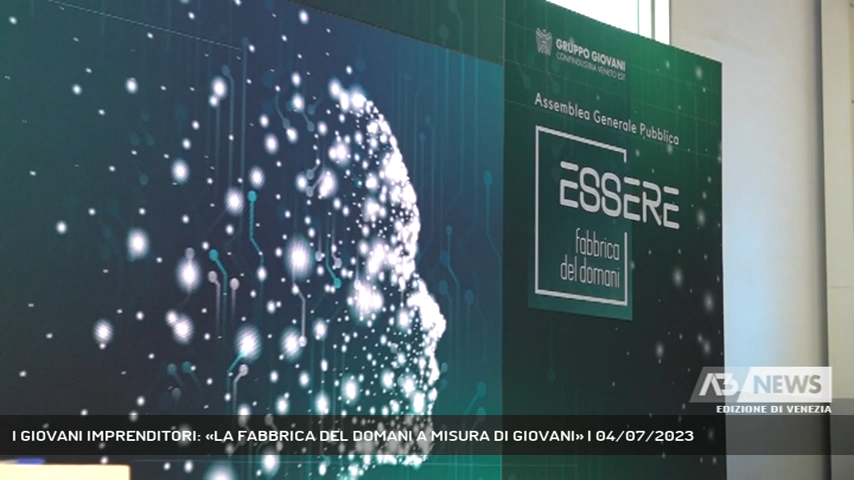 GRUPPO GIOVANI
CONFINDUSTRIA VENETO EST
Assemblea Generale Pubblica
ESSERE
fabbrica
del domani
A3 NEWS
EDIZIONE DI VENEZIA
I GIOVANI IMPRENDITORI: «LA FABBRICA DEL DOMANI A MISURA DI GIOVANI» | 04/07/2023